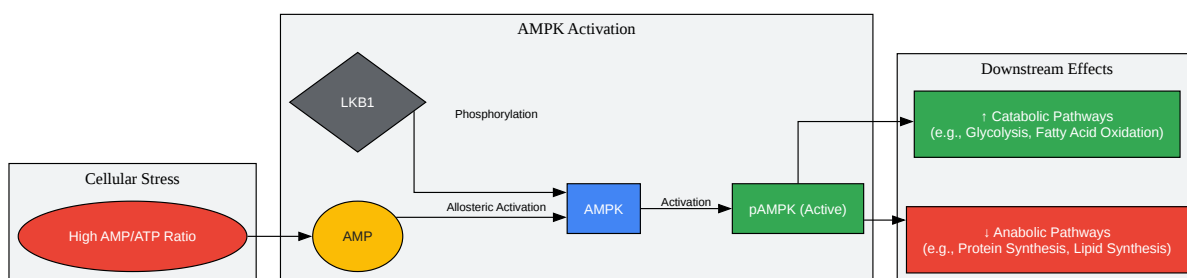 AMPK Activation
LKB1
Phosphorylation
Downstream Effects
↑ Catabolic Pathways
(e.g., Glycolysis, Fatty Acid Oxidation)
Cellular Stress
High AMP/ATP Ratio
AMP
Allosteric Activation
AMPK
Activation
pAMPK (Active)
↓ Anabolic Pathways
(e.g., Protein Synthesis, Lipid Synthesis)